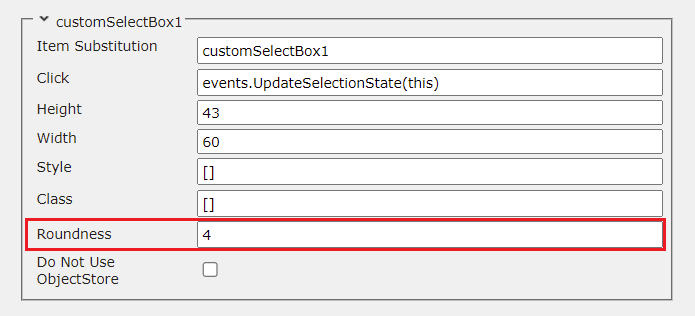 customSelectBox1
Item Substitution customSelectBox1
Click events.UpdateSelectionState(this)
Height 43
Width 60
Style []
Class []
Roundness 4
Do Not Use
ObjectStore